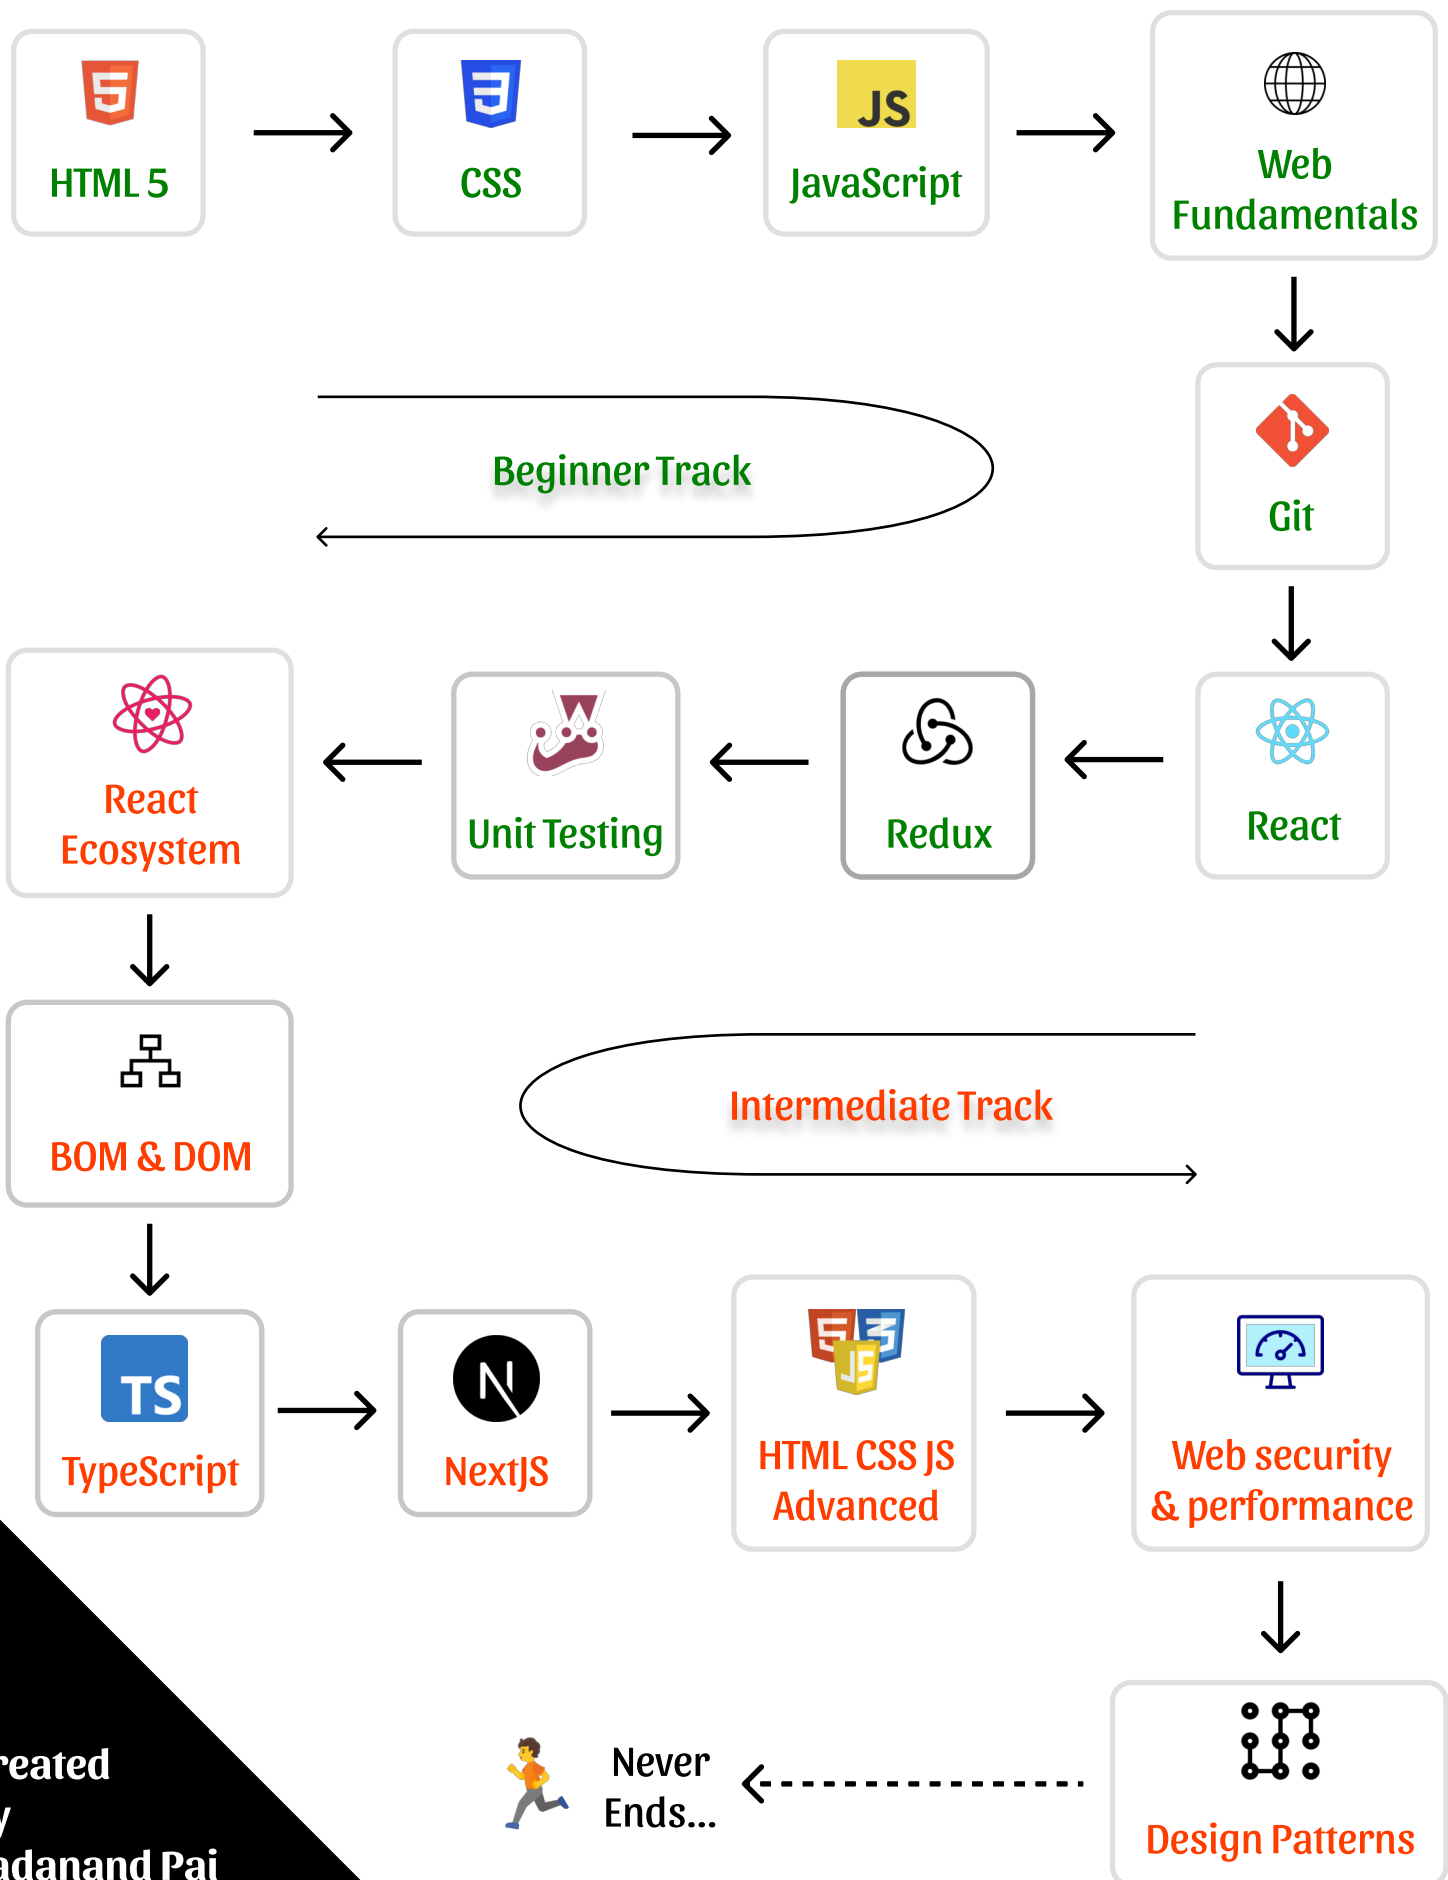 HTML 5
CSS
JS
JavaScript
Web
Fundamentals
Git
Beginner Track
React
Ecosystem
Unit Testing
Redux
React
BOM & DOM
Intermediate Track
TS
TypeScript
N
NextJS
JS
HTML CSS JS
Advanced
Web security
& performance
Design Patterns
Never
Ends...
reated
y
adanand Pai